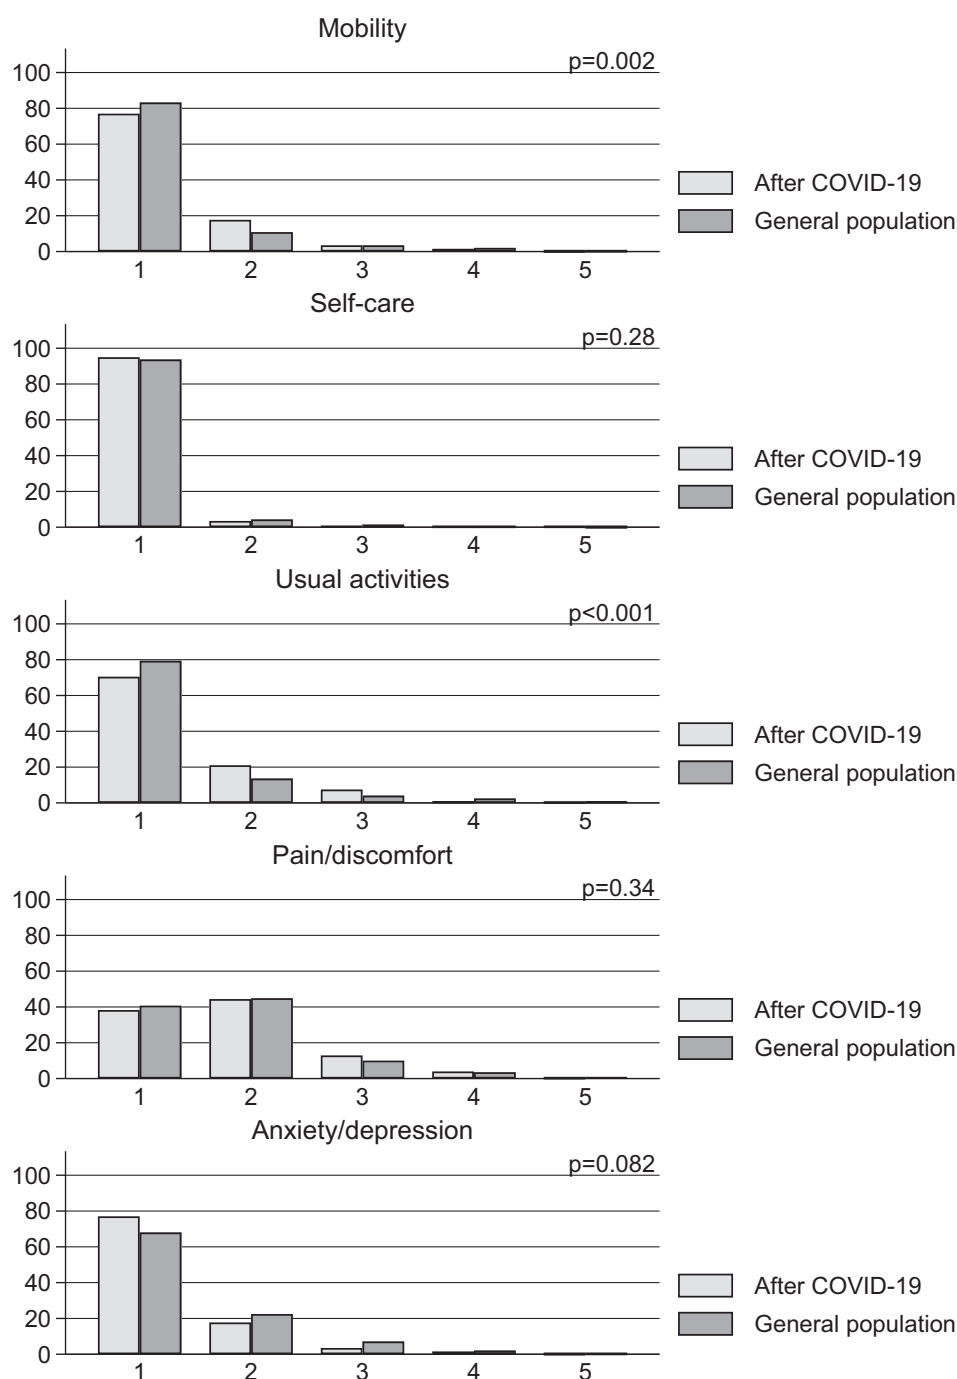 Mobility
p=0.002
100
80
60
40
20
0
1 2 3 4 5
After COVID-19
General population
Self-care
p=0.28
100
80
60
40
20
0
1 2 3 4 5
After COVID-19
General population
Usual activities
p<0.001
100
80
60
40
20
0
1 2 3 4 5
After COVID-19
General population
Pain/discomfort
p=0.34
100
80
60
40
20
0
1 2 3 4 5
After COVID-19
General population
Anxiety/depression
p=0.082
100
80
60
40
20
0
1 2 3 4 5
After COVID-19
General population